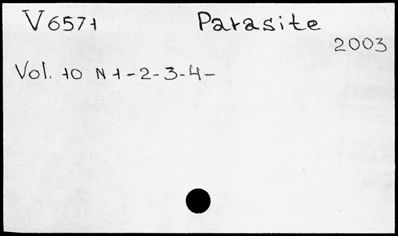 V6571 Parasite
2003
Vol. 10 N 1-2-3-4-